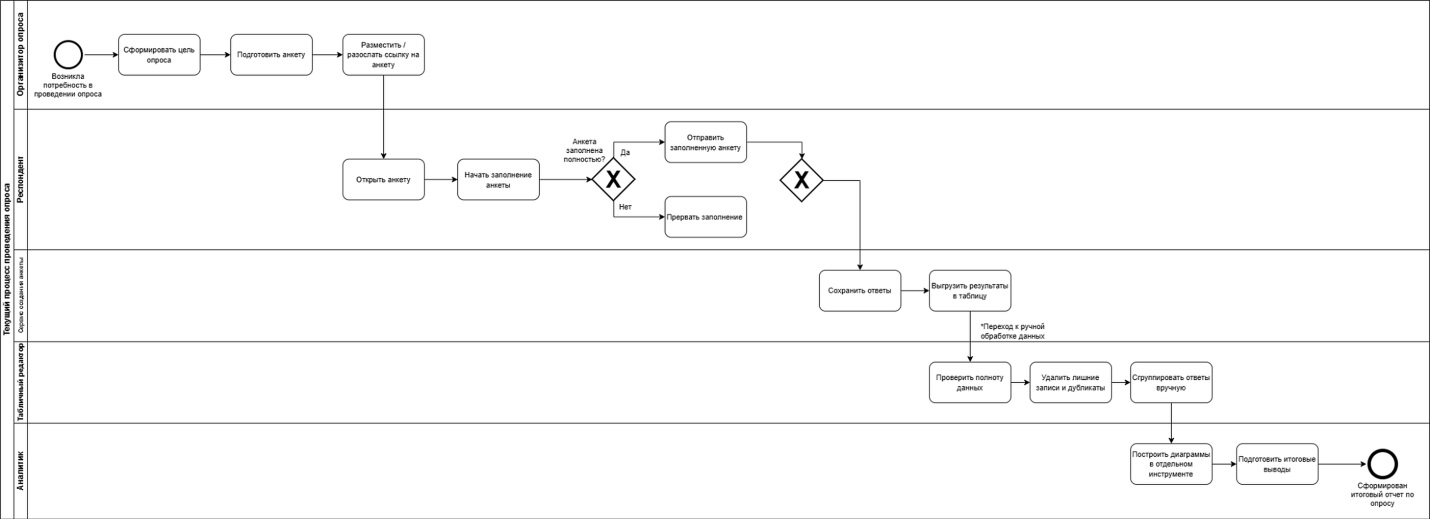 Текущий процесс проведения опроса
Организатор опроса
Возникла
потребность в
проведении опроса
Сформировать цель
опроса
Подготовить анкету
Разместить /
разослать ссылку на
анкету
Респондент
Открыть анкету
Начать заполнение
анкеты
Анкета
заполнена
полностью?
X
Да
Нет
Отправить
заполненную анкету
Прервать заполнение
X
Сервис создания анкеты
Сохранить ответы
Выгрузить результаты
в таблицу
*Переход к ручной
обработке данных
Табличный редактор
Проверить полноту
данных
Удалить лишние
записи и дубликаты
Сгруппировать ответы
вручную
Аналитик
Построить диаграммы
в отдельном
инструменте
Подготовить итоговые
выводы
Сформирован
итоговый отчет по
опросу